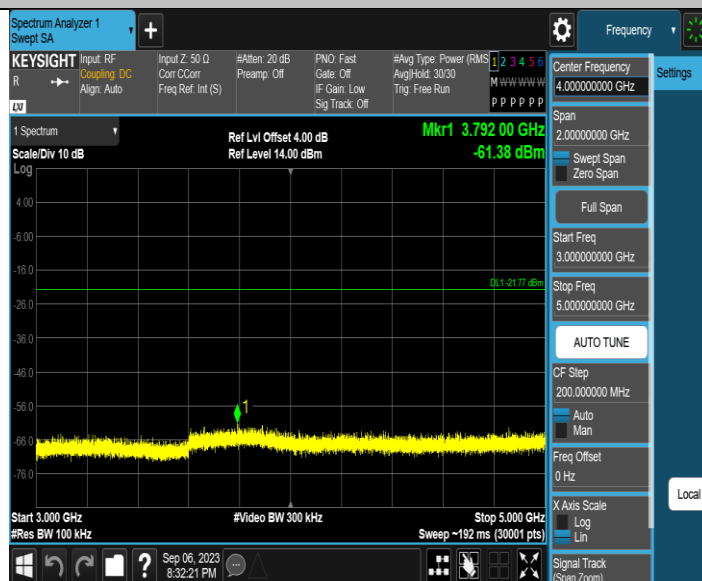 Spectrum Analyzer 1
Swept SA
Frequency
KEYSIGHT
R
LXI
Input: RF
Coupling: DC
Align: Auto
Input Z: 50 Ω
Corr CCorr
Freq Ref: Int (S)
#Atten: 20 dB
Preamp: Off
PNO: Fast
Gate: Off
IF Gain: Low
Sig Track: Off
#Avg Type: Power (RMS
Avg|Hold: 30/30
Trig: Free Run
1 2 3 4 5 6
M W W W W W
P P P P P P
1 Spectrum
Scale/Div 10 dB
Log
Ref Lvl Offset 4.00 dB
Ref Level 14.00 dBm
Mkr1 3.792 00 GHz
-61.38 dBm
4.00
-6.00
-16.0
-26.0
-36.0
-46.0
-56.0
-66.0
-76.0
DL1 -21.77 dBm
1
Start 3.000 GHz
#Res BW 100 kHz
#Video BW 300 kHz
Stop 5.000 GHz
Sweep ~192 ms (30001 pts)
Sep 06, 2023
8:32:21 PM
Center Frequency
4.00000000 GHz
Span
2.00000000 GHz
Swept Span
Zero Span
Full Span
Start Freq
3.000000000 GHz
Stop Freq
5.000000000 GHz
AUTO TUNE
CF Step
200.000000 MHz
Auto
Man
Freq Offset
0 Hz
X Axis Scale
Log
Lin
Signal Track
(Span Zoom)
Settings
Local